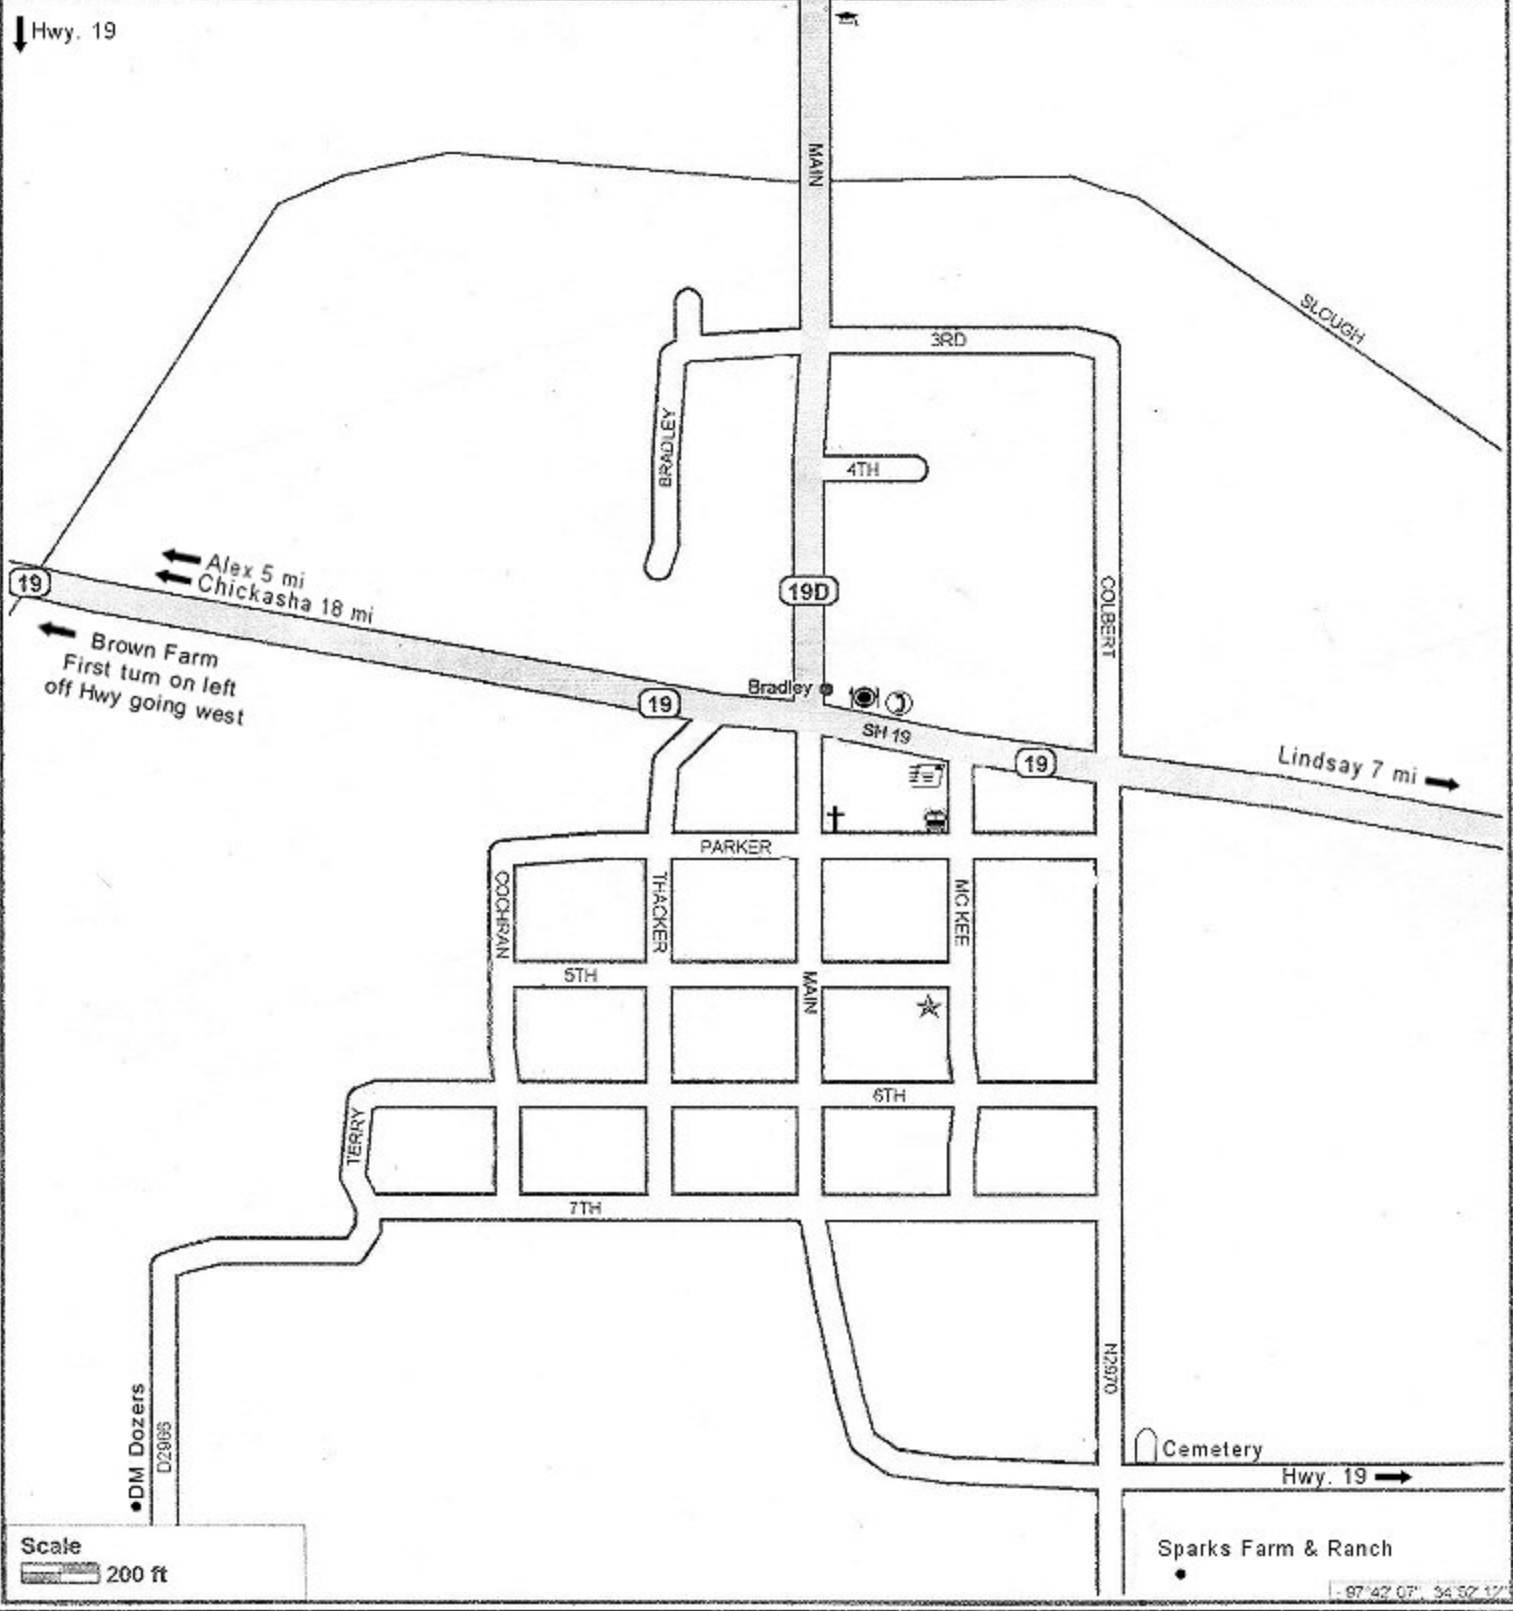 Hwy. 19
MAIN
SLOUGH
3RD
BRADLEY
4TH
Alex 5 mi
Chickasha 18 mi
19
19D
COLBERT
Brown Farm
First turn on left
off Hwy going west
Bradley
19
SH 19
19
Lindsay 7 mi
PARKER
COCHRAN
THACKER
MC KEE
5TH
MAIN
6TH
TERRY
7TH
N2970
DM Dozers
D2966
Cemetery
Hwy. 19
Scale
200 ft
Sparks Farm & Ranch